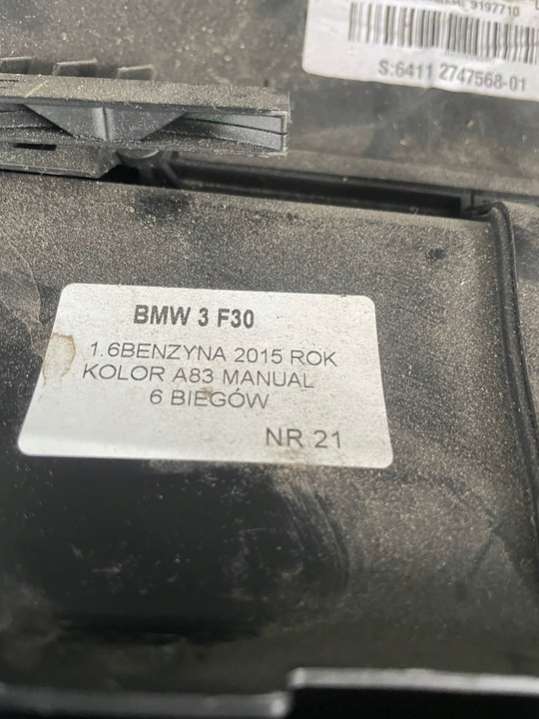 9197710
S:6411 2747568-01
BMW 3 F30
1.6BENZYNA 2015 ROK
KOLOR A83 MANUAL
6 BIEGÓW
NR 21